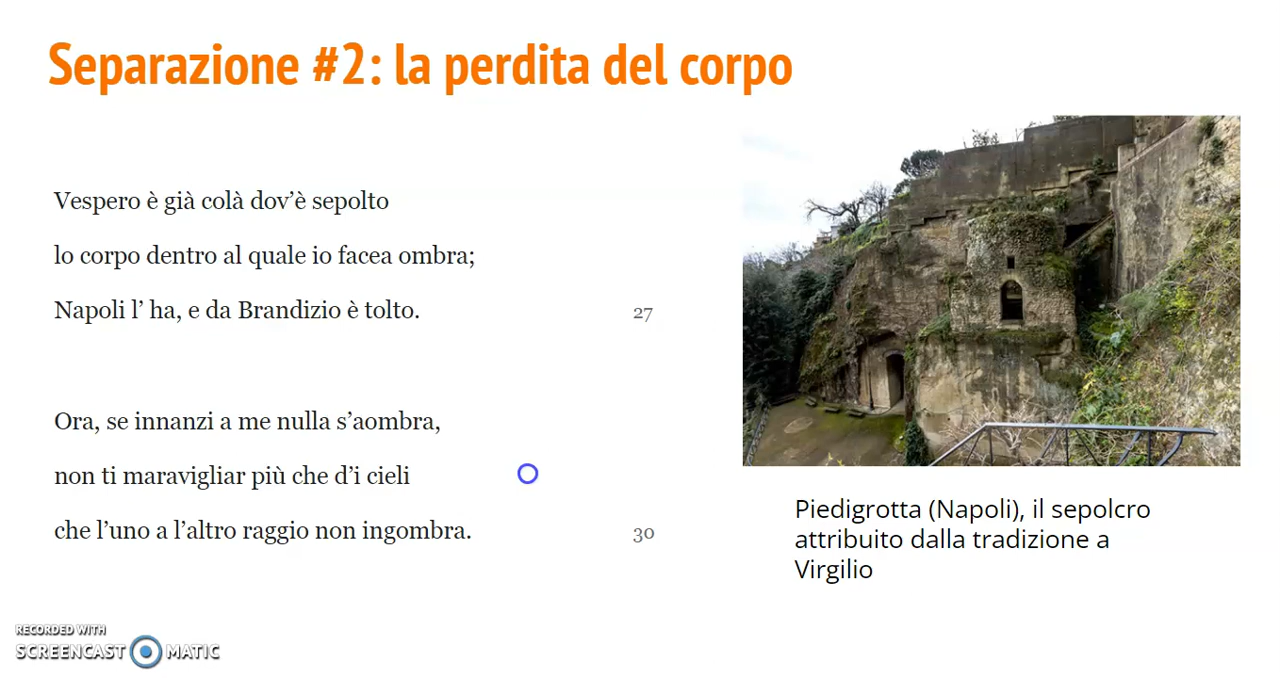 Separazione #2: la perdita del corpo
Vespero è già colà dov’è sepolto
lo corpo dentro al quale io facea ombra;
Napoli l’ ha, e da Brandizio è tolto.
27
Ora, se innanzi a me nulla s’aombra,
non ti maravigliar più che d’i cieli
che l’uno a l’altro raggio non ingombra.
30
Piedigrotta (Napoli), il sepolcro
attribuito dalla tradizione a
Virgilio
RECORDED WITH
SCREENCAST MATIC